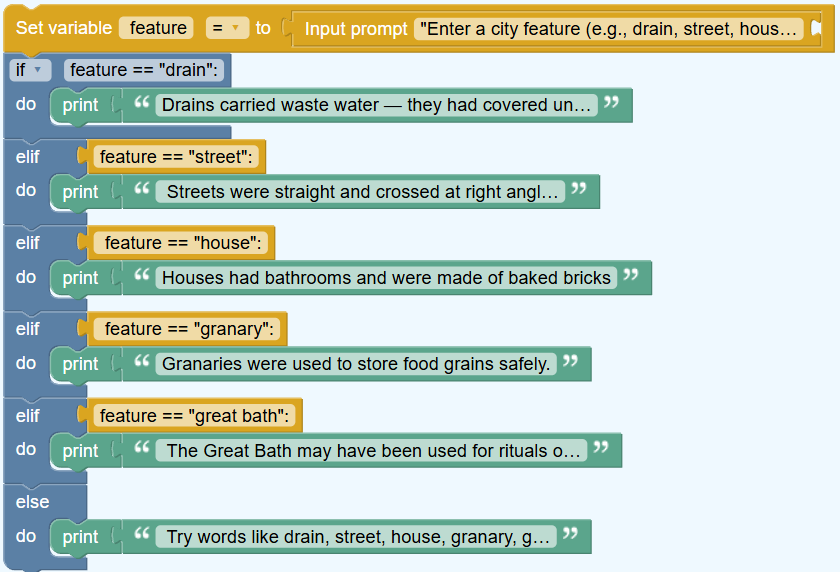 Set variable feature = ▾ to Input prompt "Enter a city feature (e.g., drain, street, hous…
if ▾ feature == "drain":
do print “ Drains carried waste water — they had covered un… ”
elif feature == "street":
do print “ Streets were straight and crossed at right angl… ”
elif feature == "house":
do print “ Houses had bathrooms and were made of baked bricks ”
elif feature == "granary":
do print “ Granaries were used to store food grains safely. ”
elif feature == "great bath":
do print “ The Great Bath may have been used for rituals o… ”
else
do print “ Try words like drain, street, house, granary, g… ”